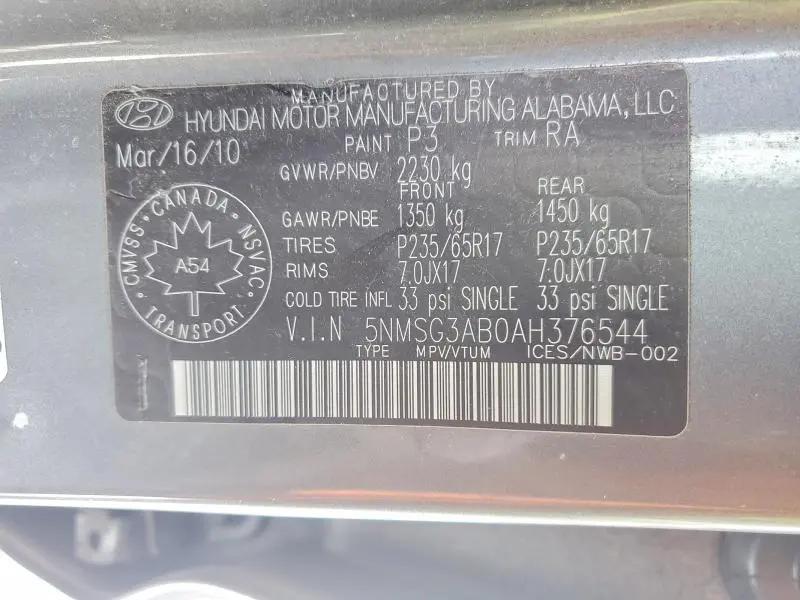 MANUFACTURED BY
HYUNDAI MOTOR MANUFACTURING ALABAMA, LLC
Mar/16/10 PAINT P3 TRIM RA
GVWR/PNBV 2230 kg
FRONT REAR
GAWR/PNBE 1350 kg 1450 kg
TIRES P235/65R17 P235/65R17
RIMS 7.0JX17 7.0JX17
COLD TIRE INFL 33 psi SINGLE 33 psi SINGLE
V.I.N 5NMSG3AB0AH376544
TYPE MPV/VTUM ICES/NWB-002
CMVSS · CANADA · NSVAC · TRANSPORT
A54